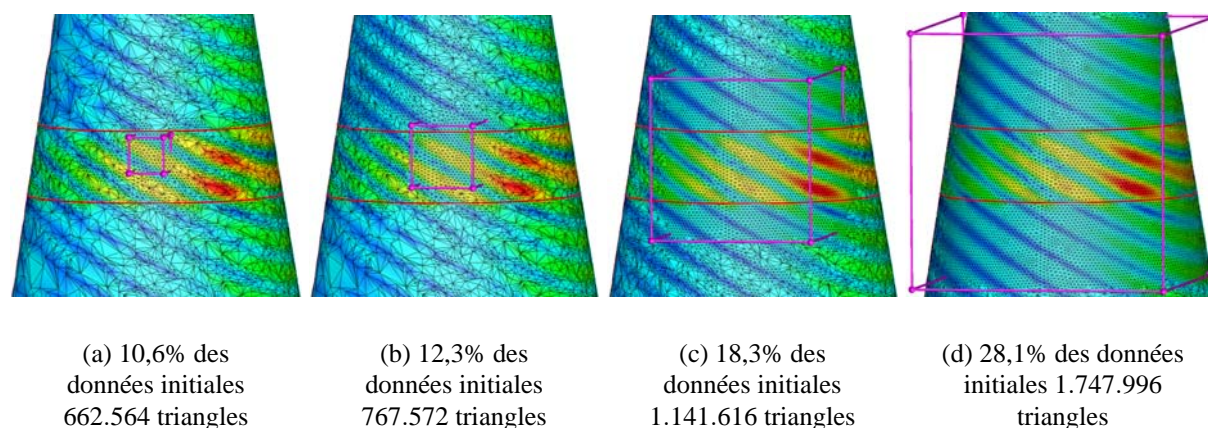 (a) 10,6% des
données initiales
662.564 triangles
(b) 12,3% des
données initiales
767.572 triangles
(c) 18,3% des
données initiales
1.141.616 triangles
(d) 28,1% des données
initiales 1.747.996
triangles